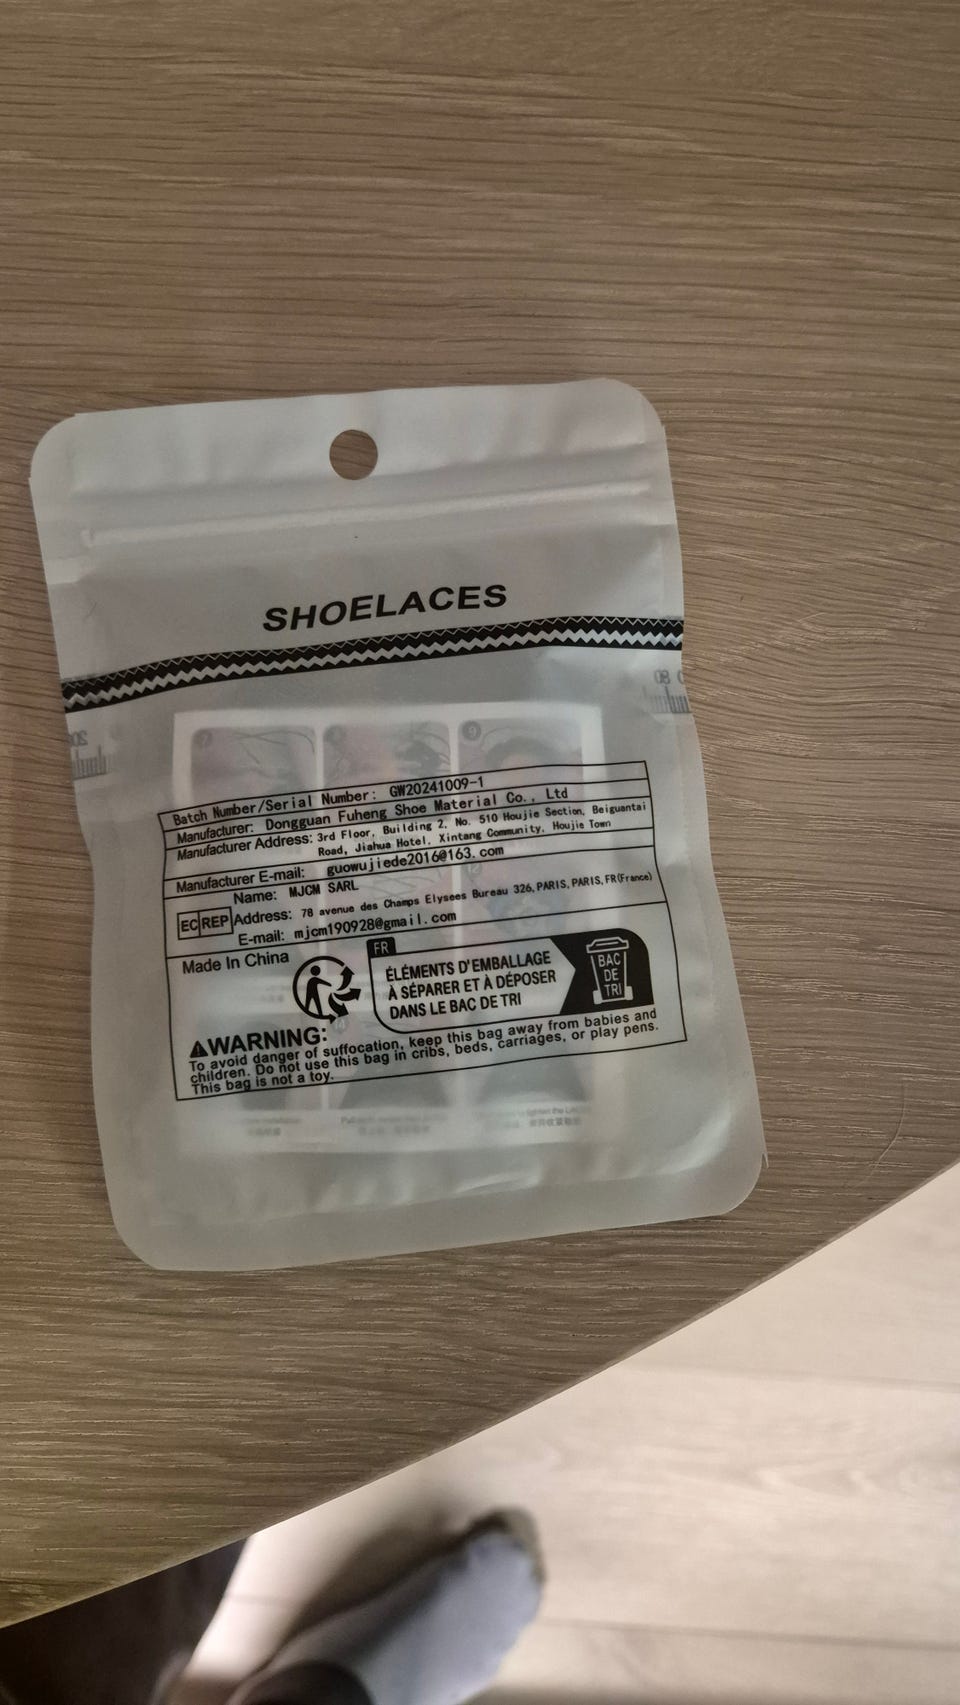 SHOELACES
Batch Number/Serial Number: GW20241009-1
Manufacturer: Dongguan Fuheng Shoe Material Co., Ltd
Manufacturer Address: 3rd Floor, Building 2, No. 510 Houjie Section, Beiguantai
Road, Jiahua Hotel, Xintang Community, Houjie Town
Manufacturer E-mail: guowujiede2016@163.com
Name: MJCM SARL
EC REP
Address: 78 avenue des Champs Elysees Bureau 326, PARIS, PARIS, FR(France)
E-mail: mjcm190928@gmail.com
Made In China
FR
ÉLÉMENTS D'EMBALLAGE
À SÉPARER ET À DÉPOSER
DANS LE BAC DE TRI
BAC
DE
TRI
WARNING:
To avoid danger of suffocation, keep this bag away from babies and
children. Do not use this bag in cribs, beds, carriages, or play pens.
This bag is not a toy.